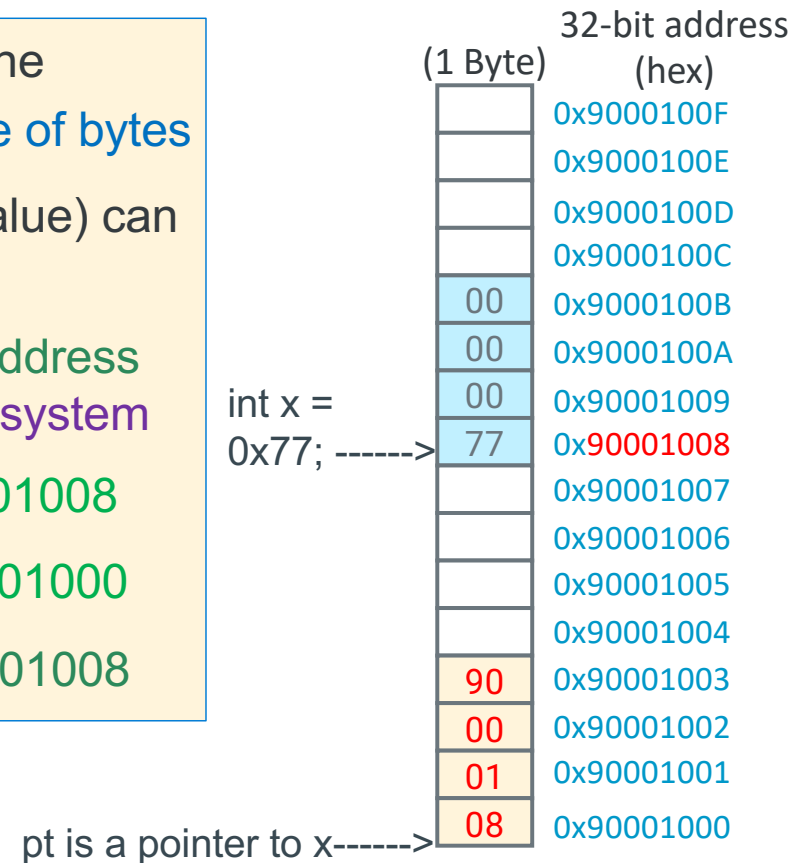 of bytes
alue) can
ddress
system
01008
01000
01008
32-bit address
(hex)
(1 Byte)
0x9000100F
0x9000100E
0x9000100D
0x9000100C
00 0x9000100B
00 0x9000100A
int x =
00 0x90001009
0x77; ------> 77 0x90001008
0x90001007
0x90001006
0x90001005
0x90001004
90 0x90001003
00 0x90001002
01 0x90001001
pt is a pointer to x------> 08 0x90001000